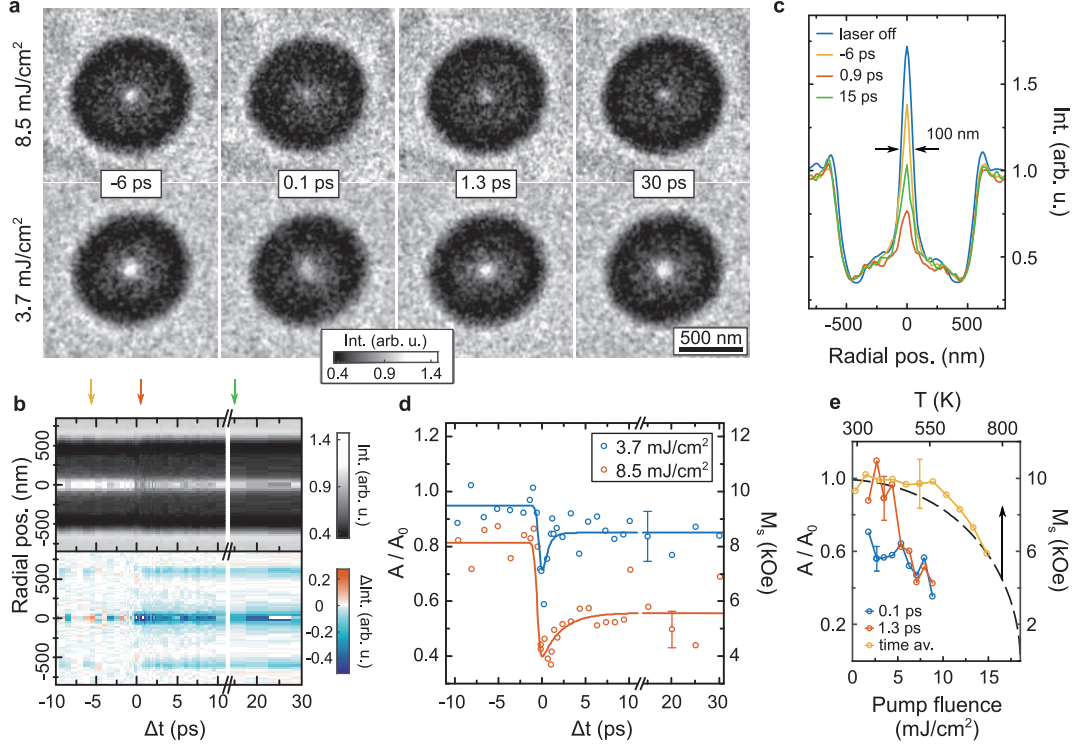 a
8.5 mJ/cm²
3.7 mJ/cm²
-6 ps
0.1 ps
1.3 ps
30 ps
Int. (arb. u.)
0.4 0.9 1.4
500 nm
c
laser off
-6 ps
0.9 ps
15 ps
100 nm
1.5
1.0
0.5
Int. (arb. u.)
-500 0 500
Radial pos. (nm)
b
500
0
-500
500
0
-500
Radial pos. (nm)
1.4
0.9
0.4
Int. (arb. u.)
0.2
0
-0.2
-0.4
ΔInt. (arb. u.)
-10 -5 0 5 10 20 30
Δt (ps)
d
3.7 mJ/cm²
8.5 mJ/cm²
1.2
1.0
0.8
0.6
0.4
A / A₀
12
10
8
6
4
Mₛ (kOe)
-10 -5 0 5 10 20 30
Δt (ps)
e
T (K)
300 550 800
1.0
0.6
0.2
A / A₀
10
8
6
4
2
0
Mₛ (kOe)
0.1 ps
1.3 ps
time av.
0 5 10 15
Pump fluence
(mJ/cm²)